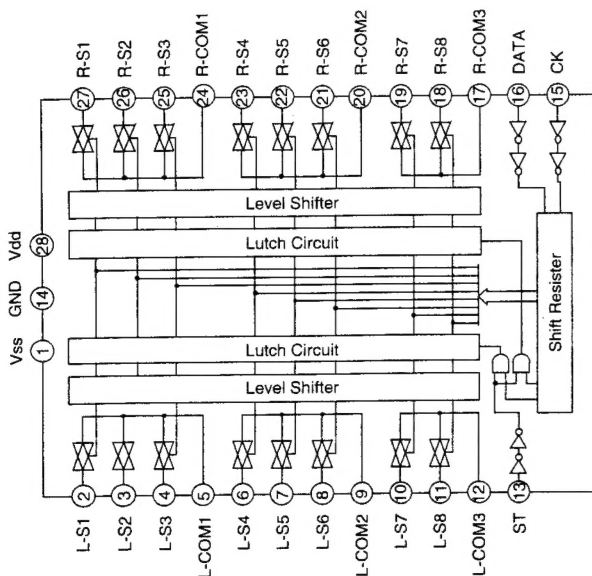 R-S1
R-S2
R-S3
R-COM1
R-S4
R-S5
R-S6
R-COM2
R-S7
R-S8
R-COM3
DATA
CK
27
26
25
24
23
22
21
20
19
18
17
16
15
Vdd
28
GND
14
Vss
1
Level Shifter
Lutch Circuit
Lutch Circuit
Level Shifter
Shift Resister
2
3
4
5
6
7
8
9
10
11
12
13
L-S1
L-S2
L-S3
L-COM1
L-S4
L-S5
L-S6
L-COM2
L-S7
L-S8
L-COM3
ST